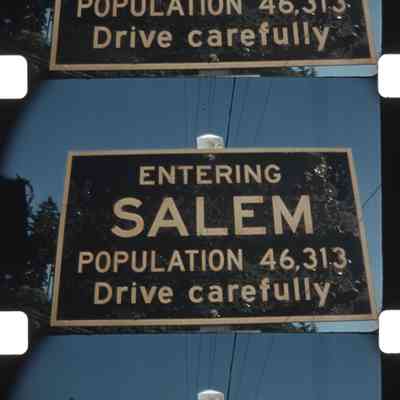 POPULATION 46,313
Drive carefully
ENTERING
SALEM
POPULATION 46,313
Drive carefully